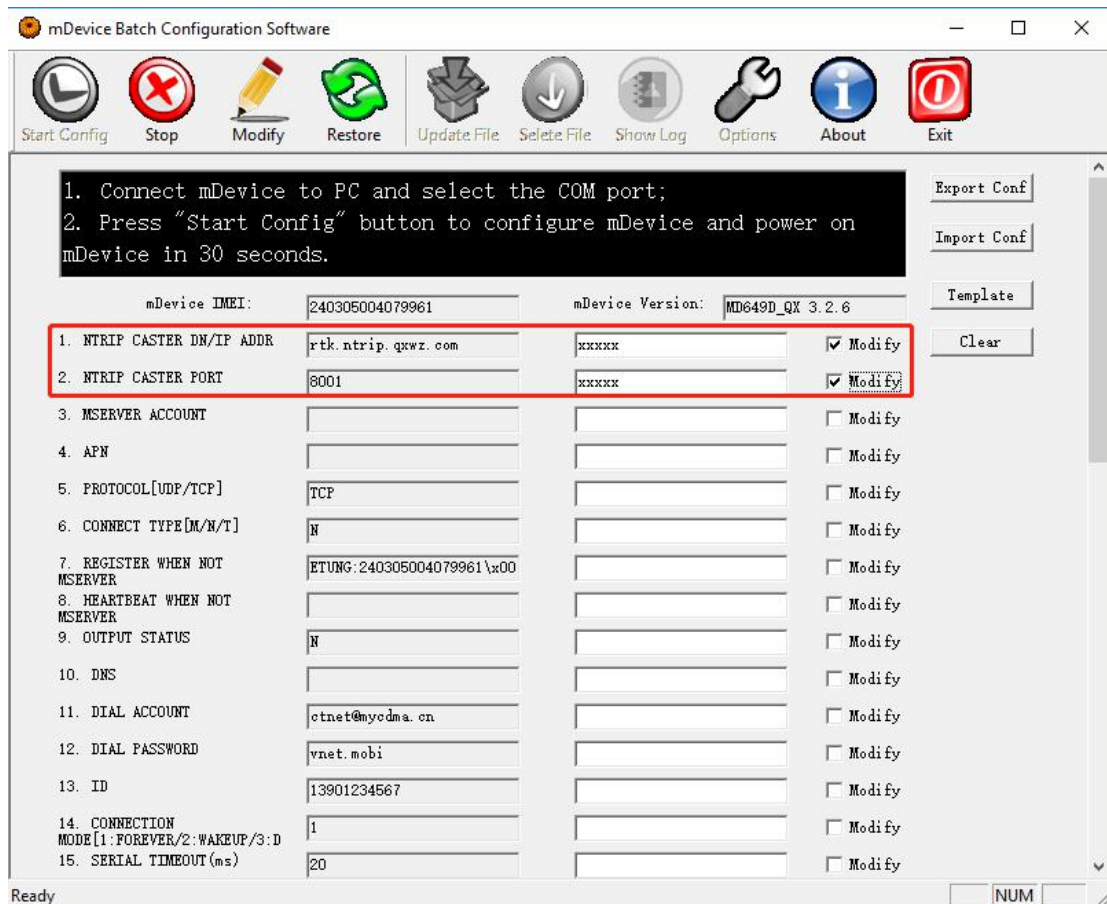 mDevice Batch Configuration Software
Start Config Stop Modify Restore Update File Selete File Show Log Options About Exit
1. Connect mDevice to PC and select the COM port;
2. Press "Start Config" button to configure mDevice and power on
mDevice in 30 seconds.
Export Conf
Import Conf
mDevice IMEI: 240305004079961 mDevice Version: MD649D_QX 3.2.6 Template
1. NTRIP CASTER DN/IP ADDR rtk.ntrip.qxwz.com xxxxx Modify Clear
2. NTRIP CASTER PORT 8001 xxxxx Modify
3. MSERVER ACCOUNT Modify
4. APN Modify
5. PROTOCOL[UDP/TCP] TCP Modify
6. CONNECT TYPE[M/N/T] N Modify
7. REGISTER WHEN NOT
MSERVER ETUNG:240305004079961\x00 Modify
8. HEARTBEAT WHEN NOT
MSERVER Modify
9. OUTPUT STATUS N Modify
10. DNS Modify
11. DIAL ACCOUNT ctnet@mycdma.cn Modify
12. DIAL PASSWORD vnet.mobi Modify
13. ID 13901234567 Modify
14. CONNECTION
MODE[1:FOREVER/2:WAKEUP/3:D 1 Modify
15. SERIAL TIMEOUT(ms) 20 Modify
Ready NUM